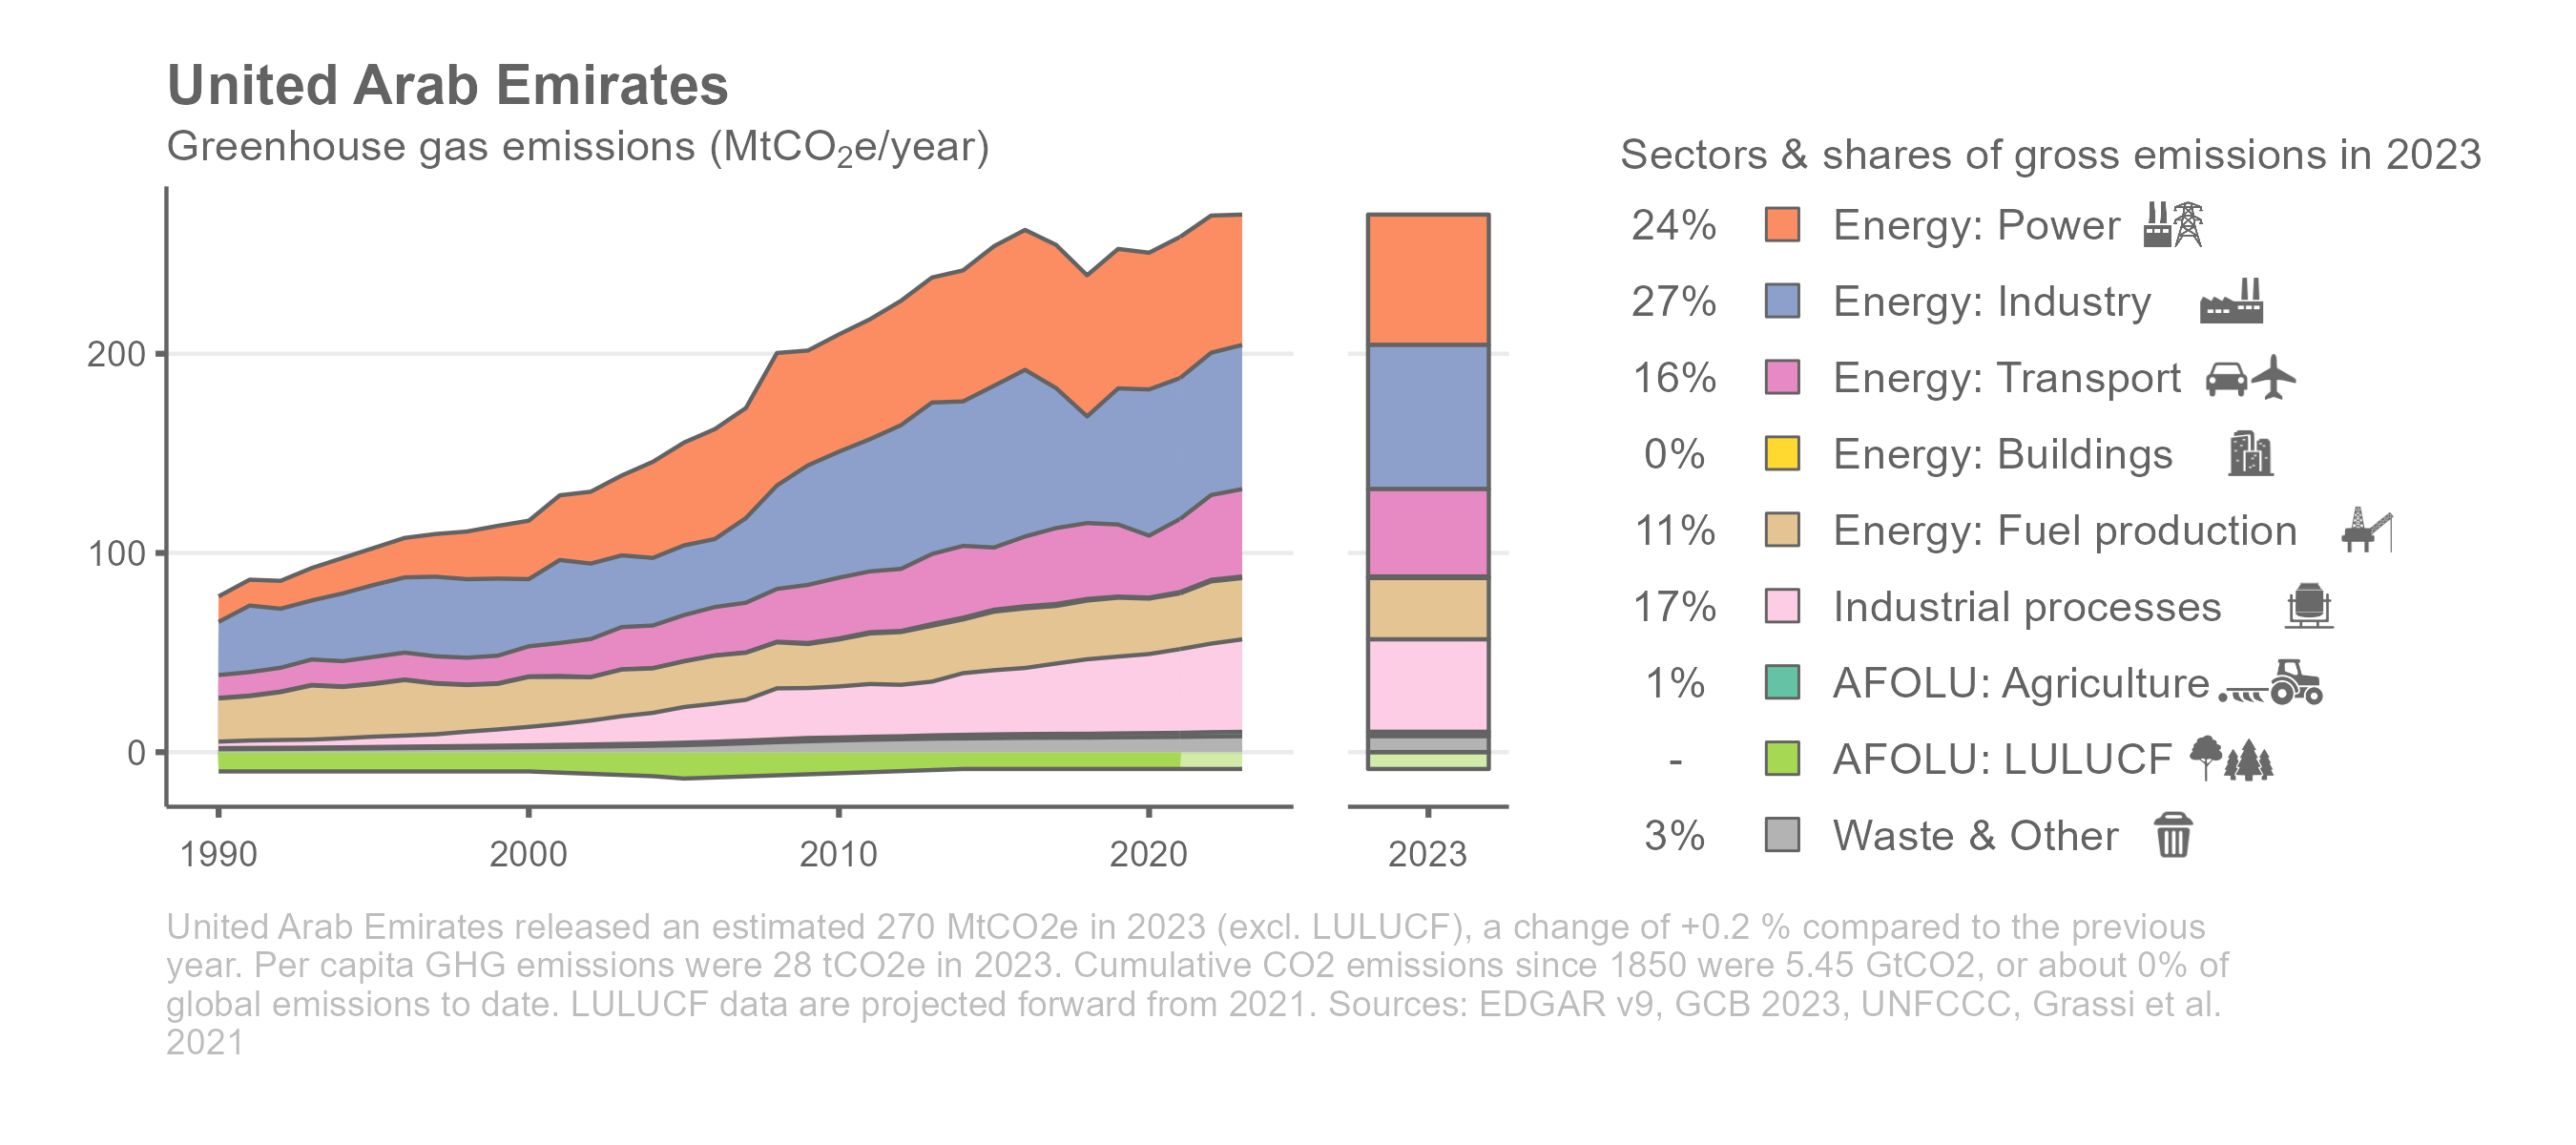 United Arab Emirates
Greenhouse gas emissions (MtCO₂e/year)
Sectors & shares of gross emissions in 2023
24% Energy: Power
27% Energy: Industry
16% Energy: Transport
0% Energy: Buildings
11% Energy: Fuel production
17% Industrial processes
1% AFOLU: Agriculture
- AFOLU: LULUCF
3% Waste & Other
200
100
0
1990 2000 2010 2020 2023
United Arab Emirates released an estimated 270 MtCO2e in 2023 (excl. LULUCF), a change of +0.2 % compared to the previous
year. Per capita GHG emissions were 28 tCO2e in 2023. Cumulative CO2 emissions since 1850 were 5.45 GtCO2, or about 0% of
global emissions to date. LULUCF data are projected forward from 2021. Sources: EDGAR v9, GCB 2023, UNFCCC, Grassi et al.
2021